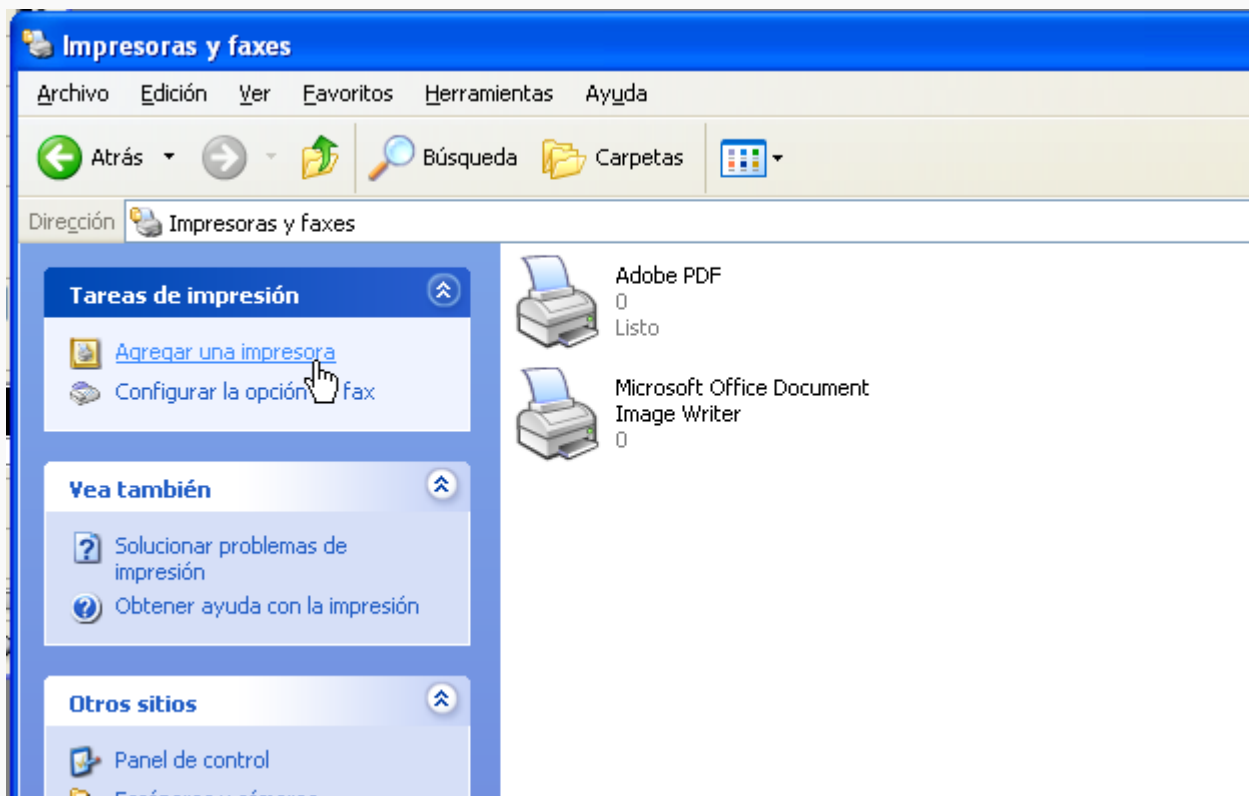 Impresoras y faxes
Archivo Edición Ver Favoritos Herramientas Ayuda
Atrás Búsqueda Carpetas
Dirección Impresoras y faxes
Tareas de impresión
Agregar una impresora
Configurar la opción fax
Vea también
Solucionar problemas de
impresión
Obtener ayuda con la impresión
Otros sitios
Panel de control
Adobe PDF
0
Listo
Microsoft Office Document
Image Writer
0